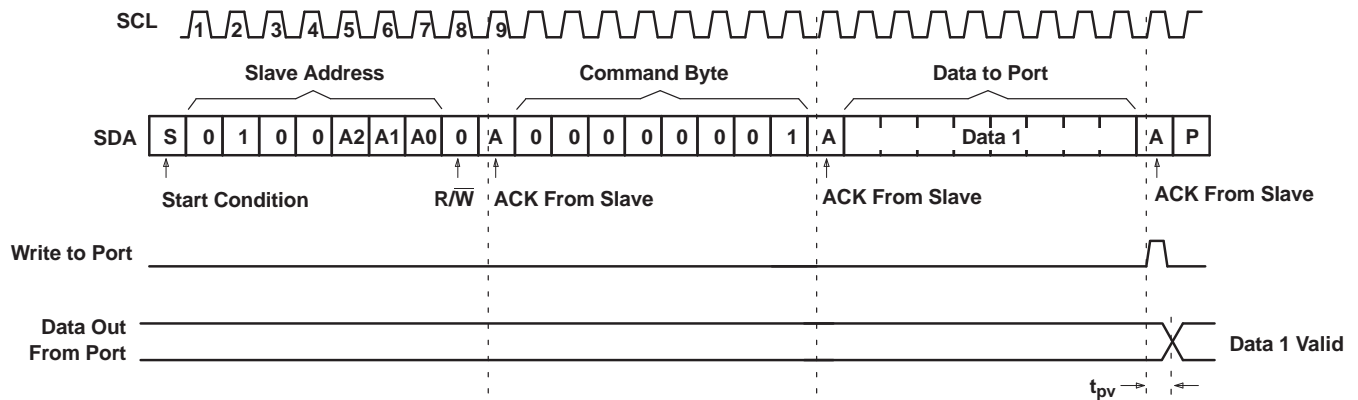 SCL 1 2 3 4 5 6 7 8 9
Slave Address Command Byte Data to Port
SDA S 0 1 0 0 A2 A1 A0 0 A 0 0 0 0 0 0 0 1 A Data 1 A P
Start Condition R/W̅ ACK From Slave ACK From Slave ACK From Slave
Write to Port
Data Out
From Port
Data 1 Valid
tpv